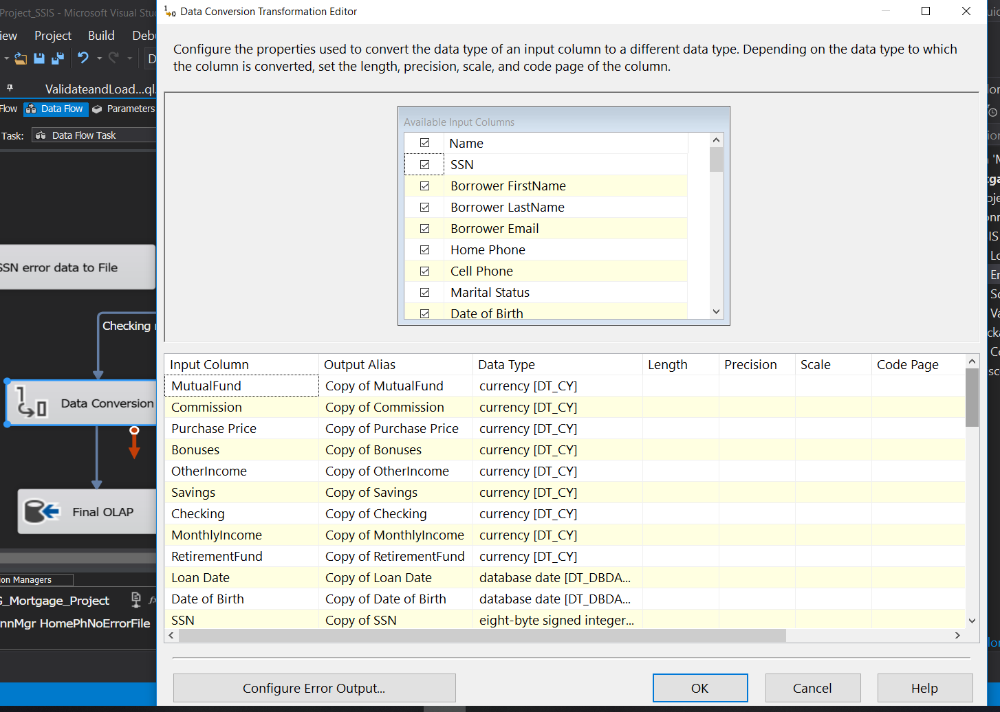 Project_SSIS - Microsoft Visual Stu
Data Conversion Transformation Editor
iew Project Build Deb
Configure the properties used to convert the data type of an input column to a different data type. Depending on the data type to which
the column is converted, set the length, precision, scale, and code page of the column.
ValidateandLoad...ql
Flow Data Flow Parameters
Task: Data Flow Task
Available Input Columns
Name
SSN
Borrower FirstName
Borrower LastName
Borrower Email
Home Phone
Cell Phone
Marital Status
Date of Birth
SSN error data to File
Checking
Data Conversion
Final OLAP
ion Managers
G_Mortgage_Project
nnMgr HomePhNoErrorFile
Input Column Output Alias Data Type Length Precision Scale Code Page
MutualFund Copy of MutualFund currency [DT_CY]
Commission Copy of Commission currency [DT_CY]
Purchase Price Copy of Purchase Price currency [DT_CY]
Bonuses Copy of Bonuses currency [DT_CY]
OtherIncome Copy of OtherIncome currency [DT_CY]
Savings Copy of Savings currency [DT_CY]
Checking Copy of Checking currency [DT_CY]
MonthlyIncome Copy of MonthlyIncome currency [DT_CY]
RetirementFund Copy of RetirementFund currency [DT_CY]
Loan Date Copy of Loan Date database date [DT_DBDA...
Date of Birth Copy of Date of Birth database date [DT_DBDA...
SSN Copy of SSN eight-byte signed integer...
Configure Error Output... OK Cancel Help